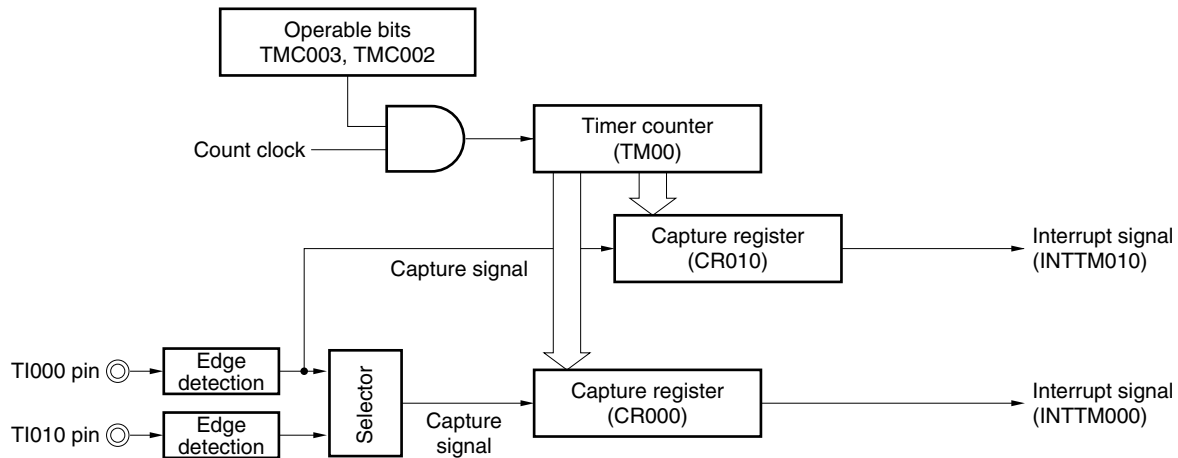 Operable bits
TMC003, TMC002
Count clock
Timer counter
(TM00)
Capture register
(CR010)
Interrupt signal
(INTTM010)
Capture signal
TI000 pin
Edge
detection
Selector
Capture register
(CR000)
Interrupt signal
(INTTM000)
TI010 pin
Edge
detection
Capture
signal